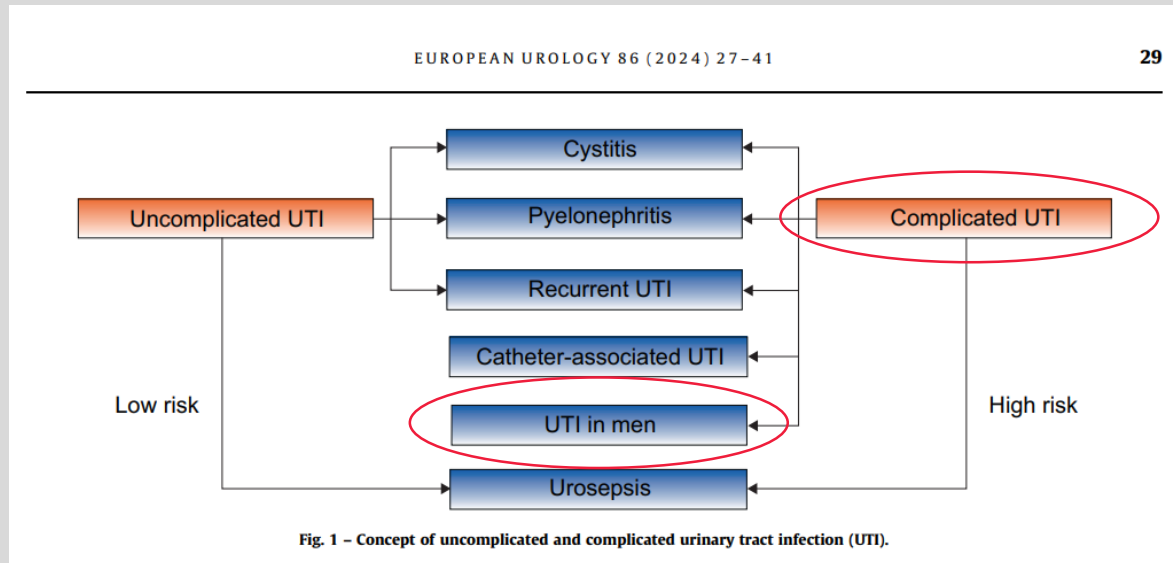 EUROPEAN UROLOGY 86 (2024) 27–41
29
Cystitis
Uncomplicated UTI
Pyelonephritis
Complicated UTI
Recurrent UTI
Catheter-associated UTI
Low risk
UTI in men
High risk
Urosepsis
Fig. 1 – Concept of uncomplicated and complicated urinary tract infection (UTI).